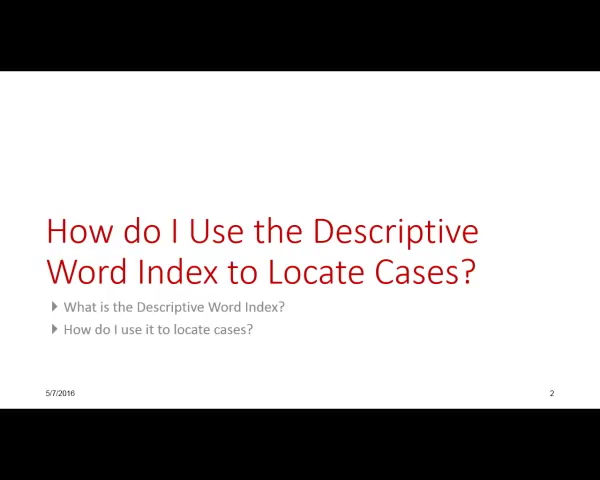 How do I Use the Descriptive
Word Index to Locate Cases?
What is the Descriptive Word Index?
How do I use it to locate cases?
5/7/2016
2